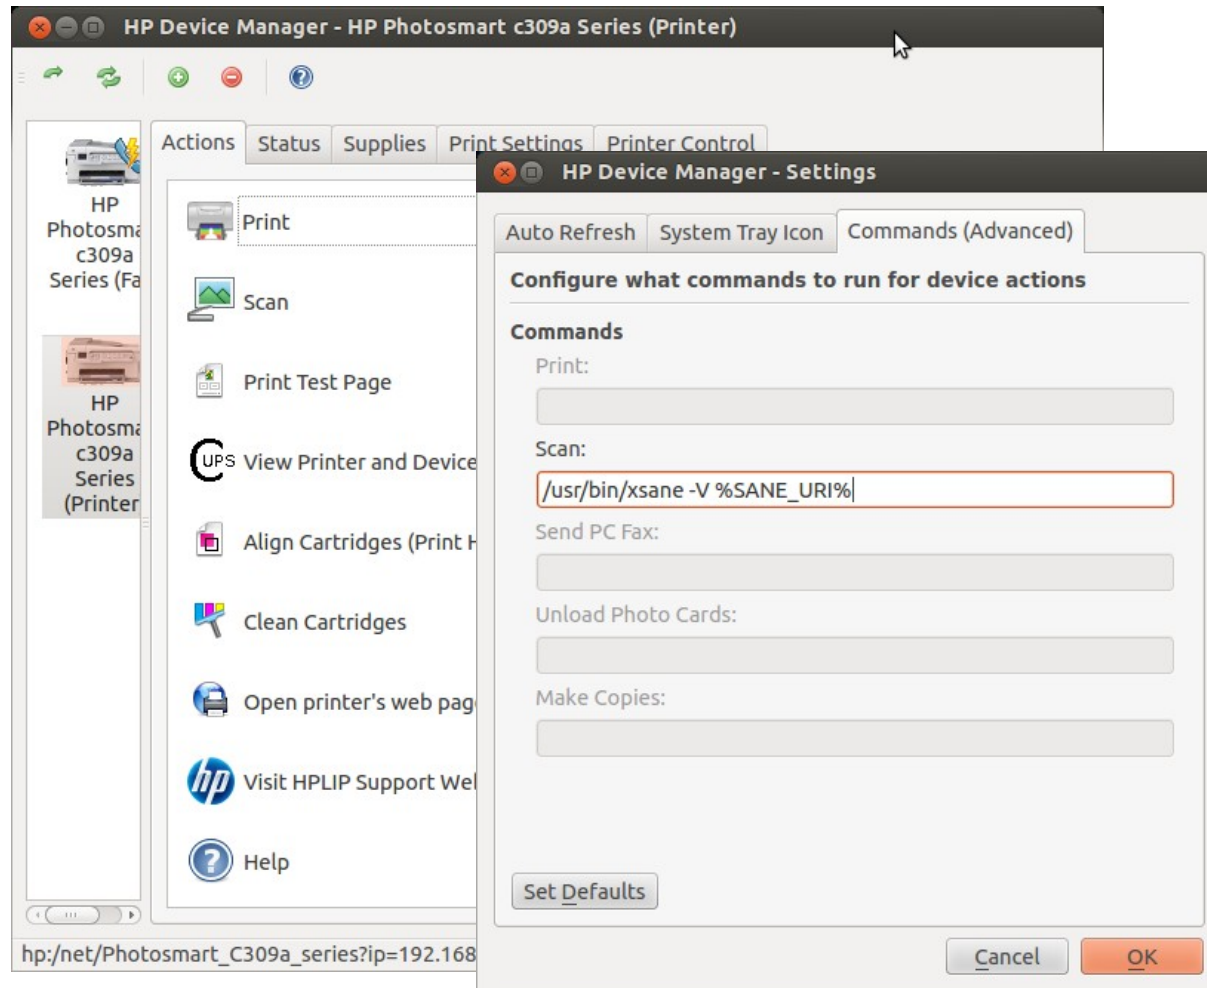 HP Device Manager - HP Photosmart c309a Series (Printer)
Actions
Status
Supplies
Print Settings
Printer Control
HP
Photosma
c309a
Series (Fa
HP
Photosma
c309a
Series
(Printer
Print
Scan
Print Test Page
UPS View Printer and Device
Align Cartridges (Print H
Clean Cartridges
Open printer's web pag
hp Visit HPLIP Support Wel
Help
hp:/net/Photosmart_C309a_series?ip=192.168
HP Device Manager - Settings
Auto Refresh
System Tray Icon
Commands (Advanced)
Configure what commands to run for device actions
Commands
Print:
Scan:
/usr/bin/xsane -V %SANE_URI%
Send PC Fax:
Unload Photo Cards:
Make Copies:
Set Defaults
Cancel
OK